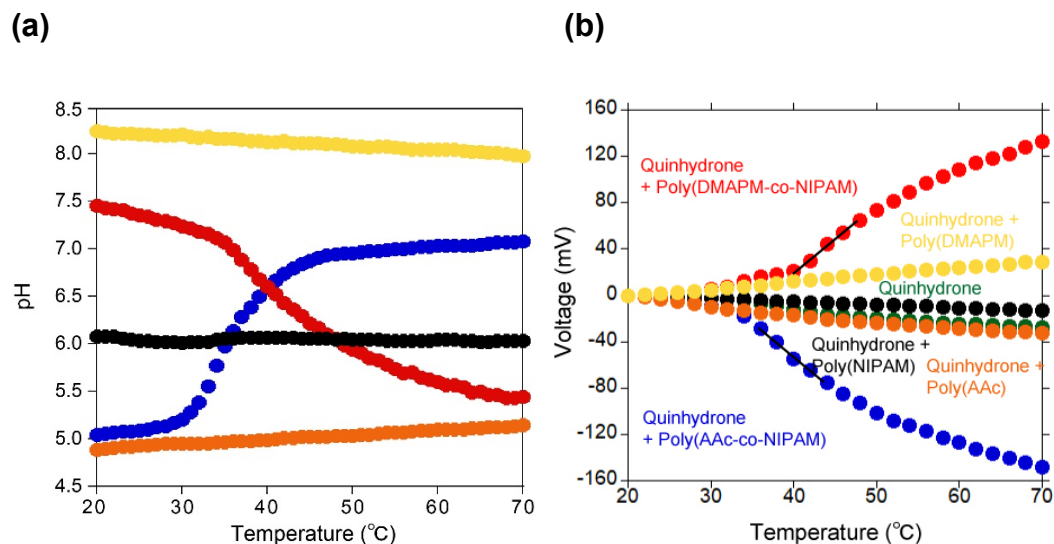 (a)
(b)
8.5
8.0
7.5
7.0
6.5
6.0
5.5
5.0
4.5
pH
20
30
40
50
60
70
Temperature (°C)
160
120
80
40
0
-40
-80
-120
-160
Voltage (mV)
Quinhydrone
+ Poly(DMAPM-co-NIPAM)
Quinhydrone +
Poly(DMAPM)
Quinhydrone
Quinhydrone +
Poly(NIPAM)
Quinhydrone +
Poly(AAc)
Quinhydrone
+ Poly(AAc-co-NIPAM)
20
30
40
50
60
70
Temperature (°C)